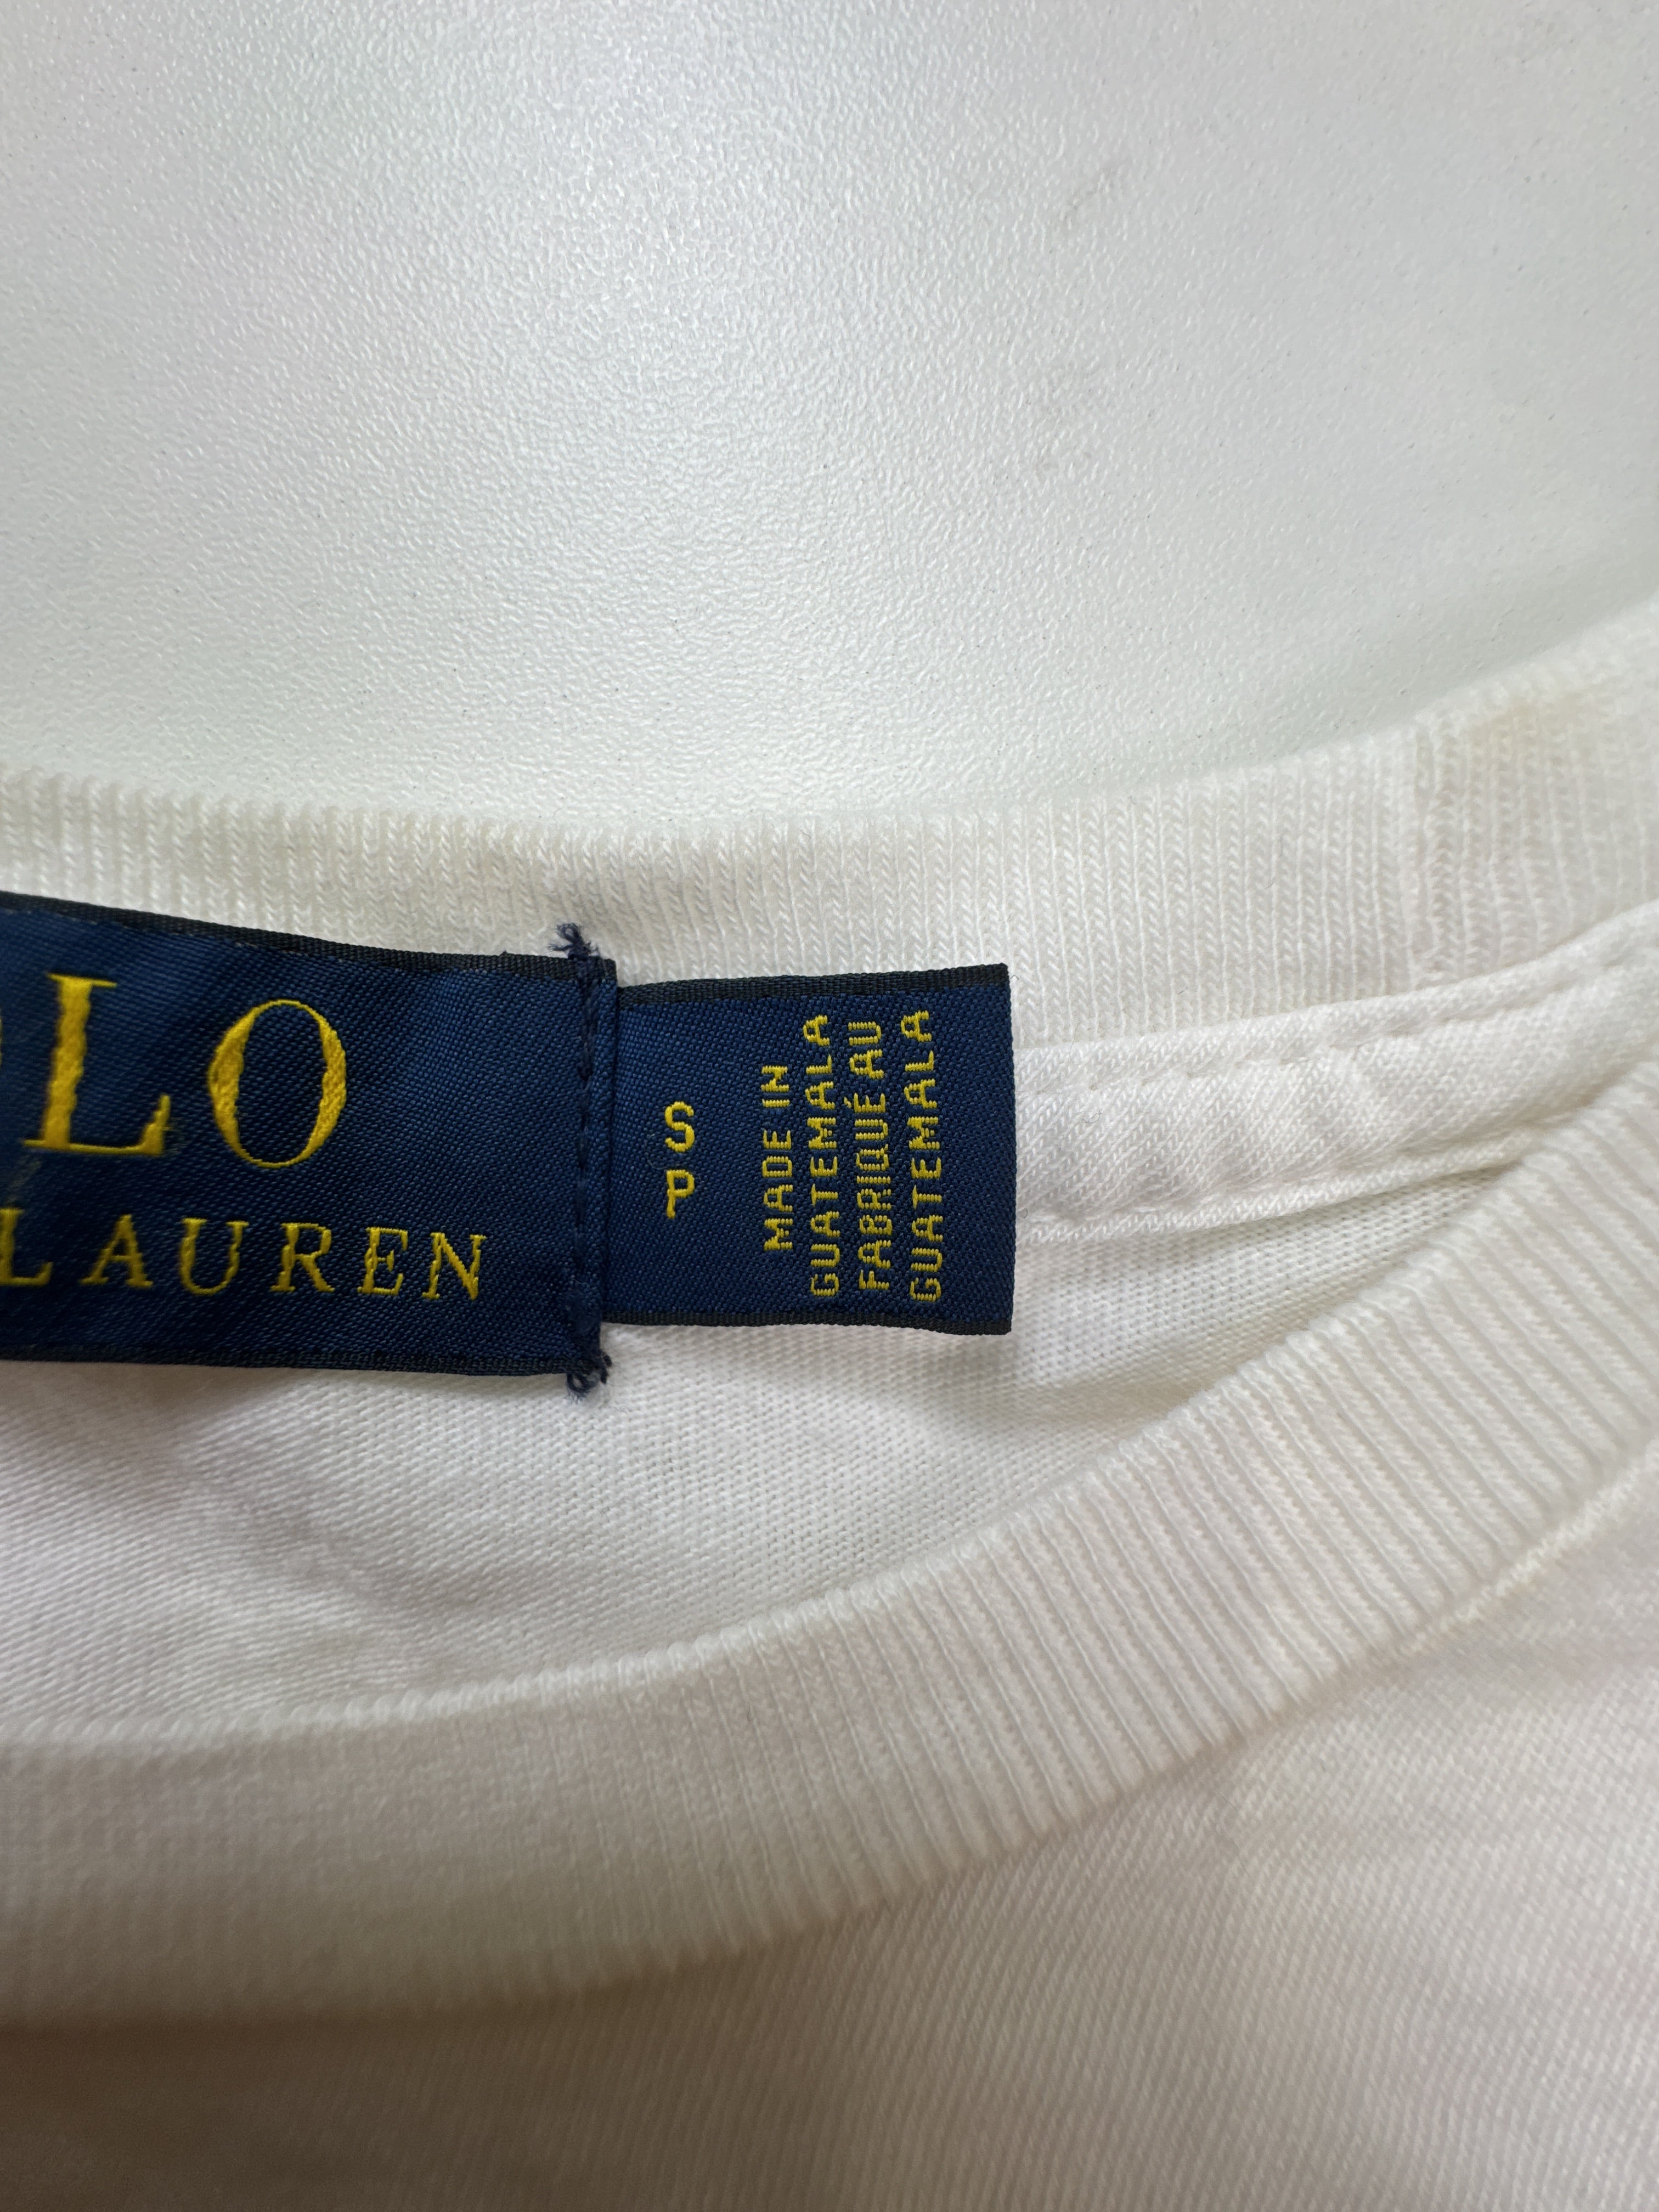 LO
LAUREN
S
P
MADE IN
GUATEMALA
FABRIQUÉ AU
GUATEMALA